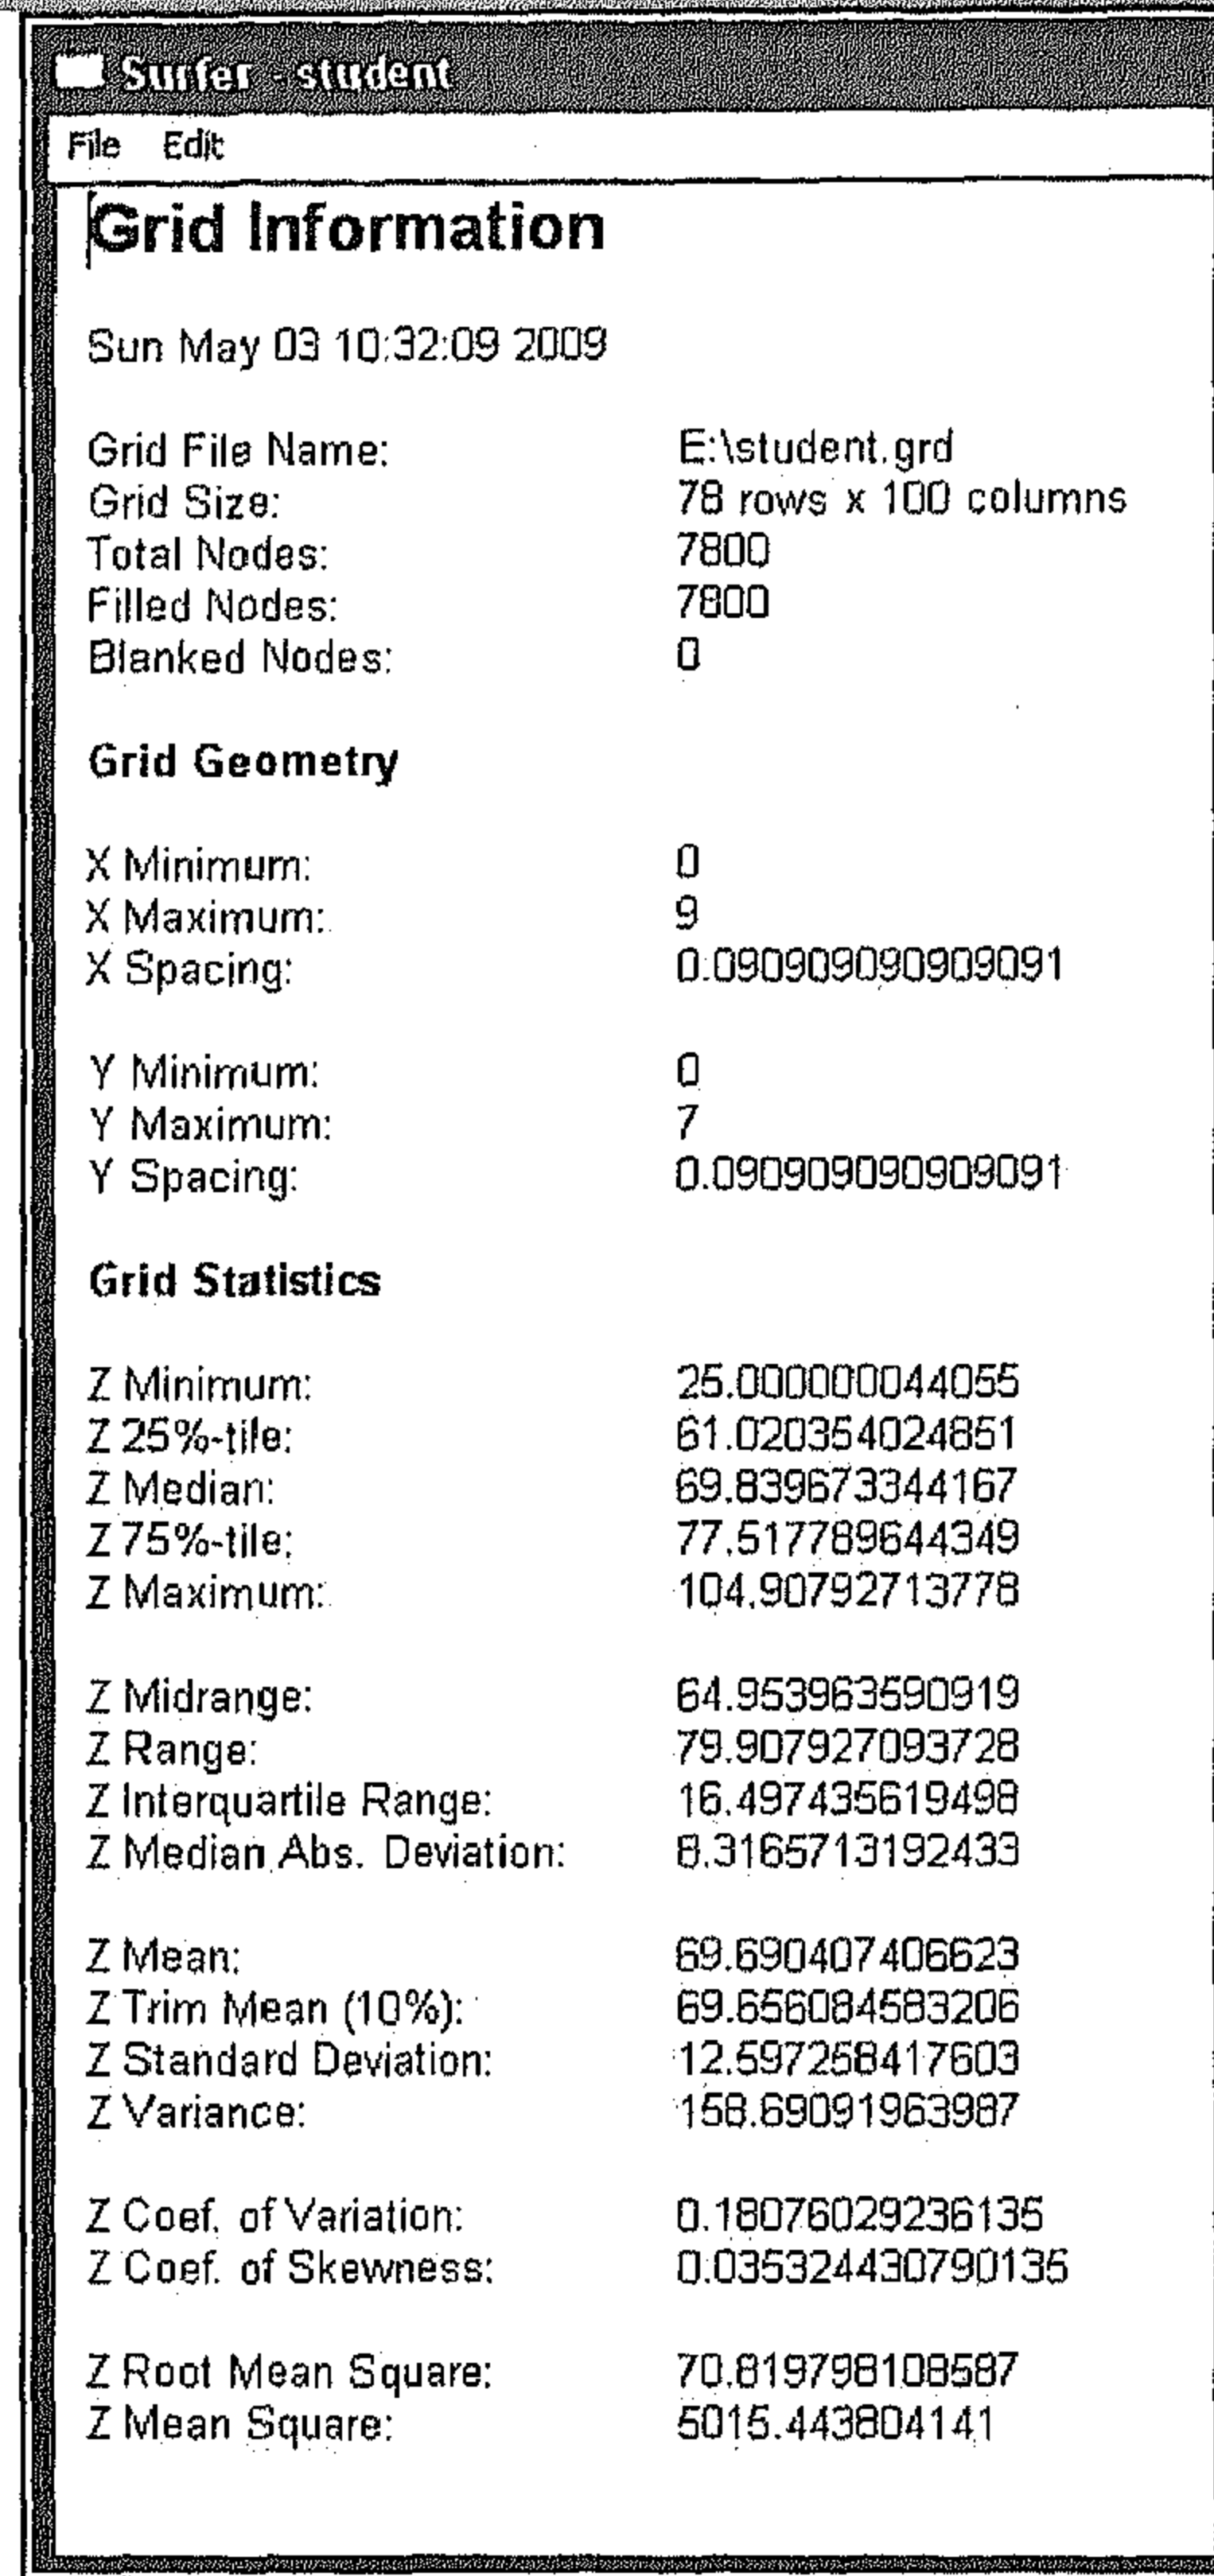 Surfer - student
File Edit
Grid Information
Sun May 03 10:32:09 2009
Grid File Name: E:\student.grd
Grid Size: 78 rows x 100 columns
Total Nodes: 7800
Filled Nodes: 7800
Blanked Nodes: 0
Grid Geometry
X Minimum: 0
X Maximum: 9
X Spacing: 0.090909090909091
Y Minimum: 0
Y Maximum: 7
Y Spacing: 0.090909090909091
Grid Statistics
Z Minimum: 25.000000044055
Z 25%-tile: 61.020354024851
Z Median: 69.839673344167
Z 75%-tile: 77.517789644349
Z Maximum: 104.90792713778
Z Midrange: 64.953963590919
Z Range: 79.907927093728
Z Interquartile Range: 16.497435619498
Z Median Abs. Deviation: 8.3165713192433
Z Mean: 69.690407406623
Z Trim Mean (10%): 69.656084583206
Z Standard Deviation: 12.597258417603
Z Variance: 158.69091963987
Z Coef. of Variation: 0.18076029236135
Z Coef. of Skewness: 0.035324430790135
Z Root Mean Square: 70.819798108587
Z Mean Square: 5015.443804141